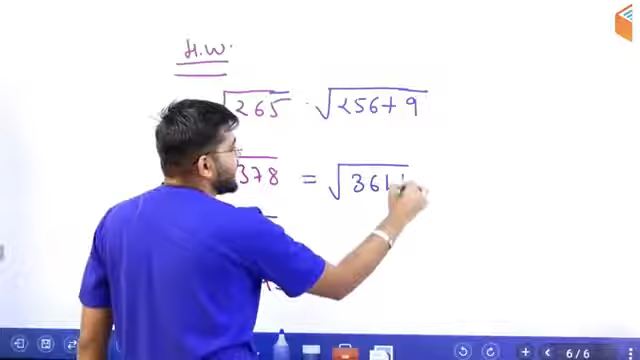 H.W.
√265 √256+9
378 = √361+
6/6